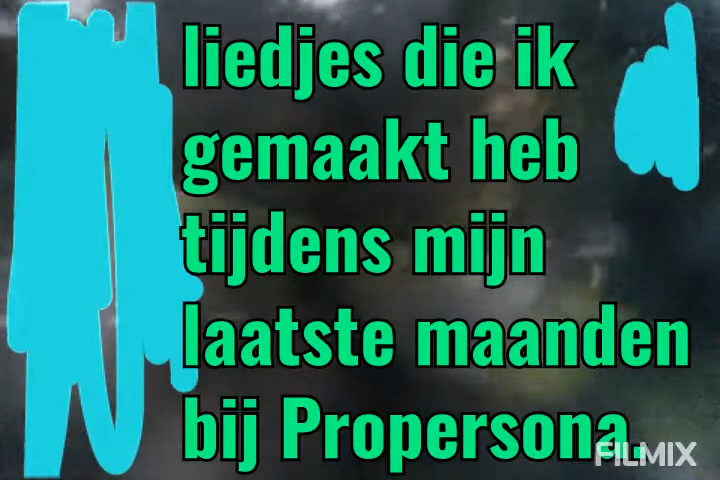 liedjes die ik
gemaakt heb
tijdens mijn
laatste maanden
bij Propersona.
FILMIX